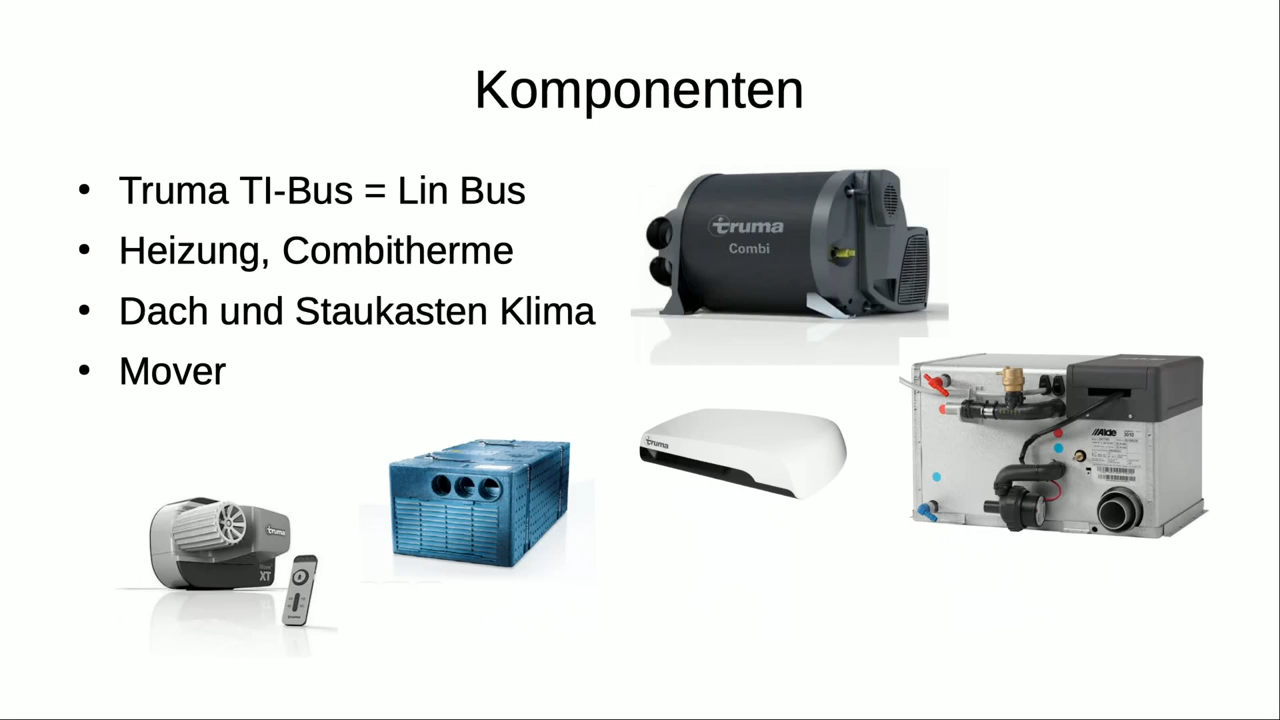 Komponenten
Truma TI-Bus = Lin Bus
Heizung, Combitherme
Dach und Staukasten Klima
Mover
truma
Combi
truma
Alde
3010
truma
XT